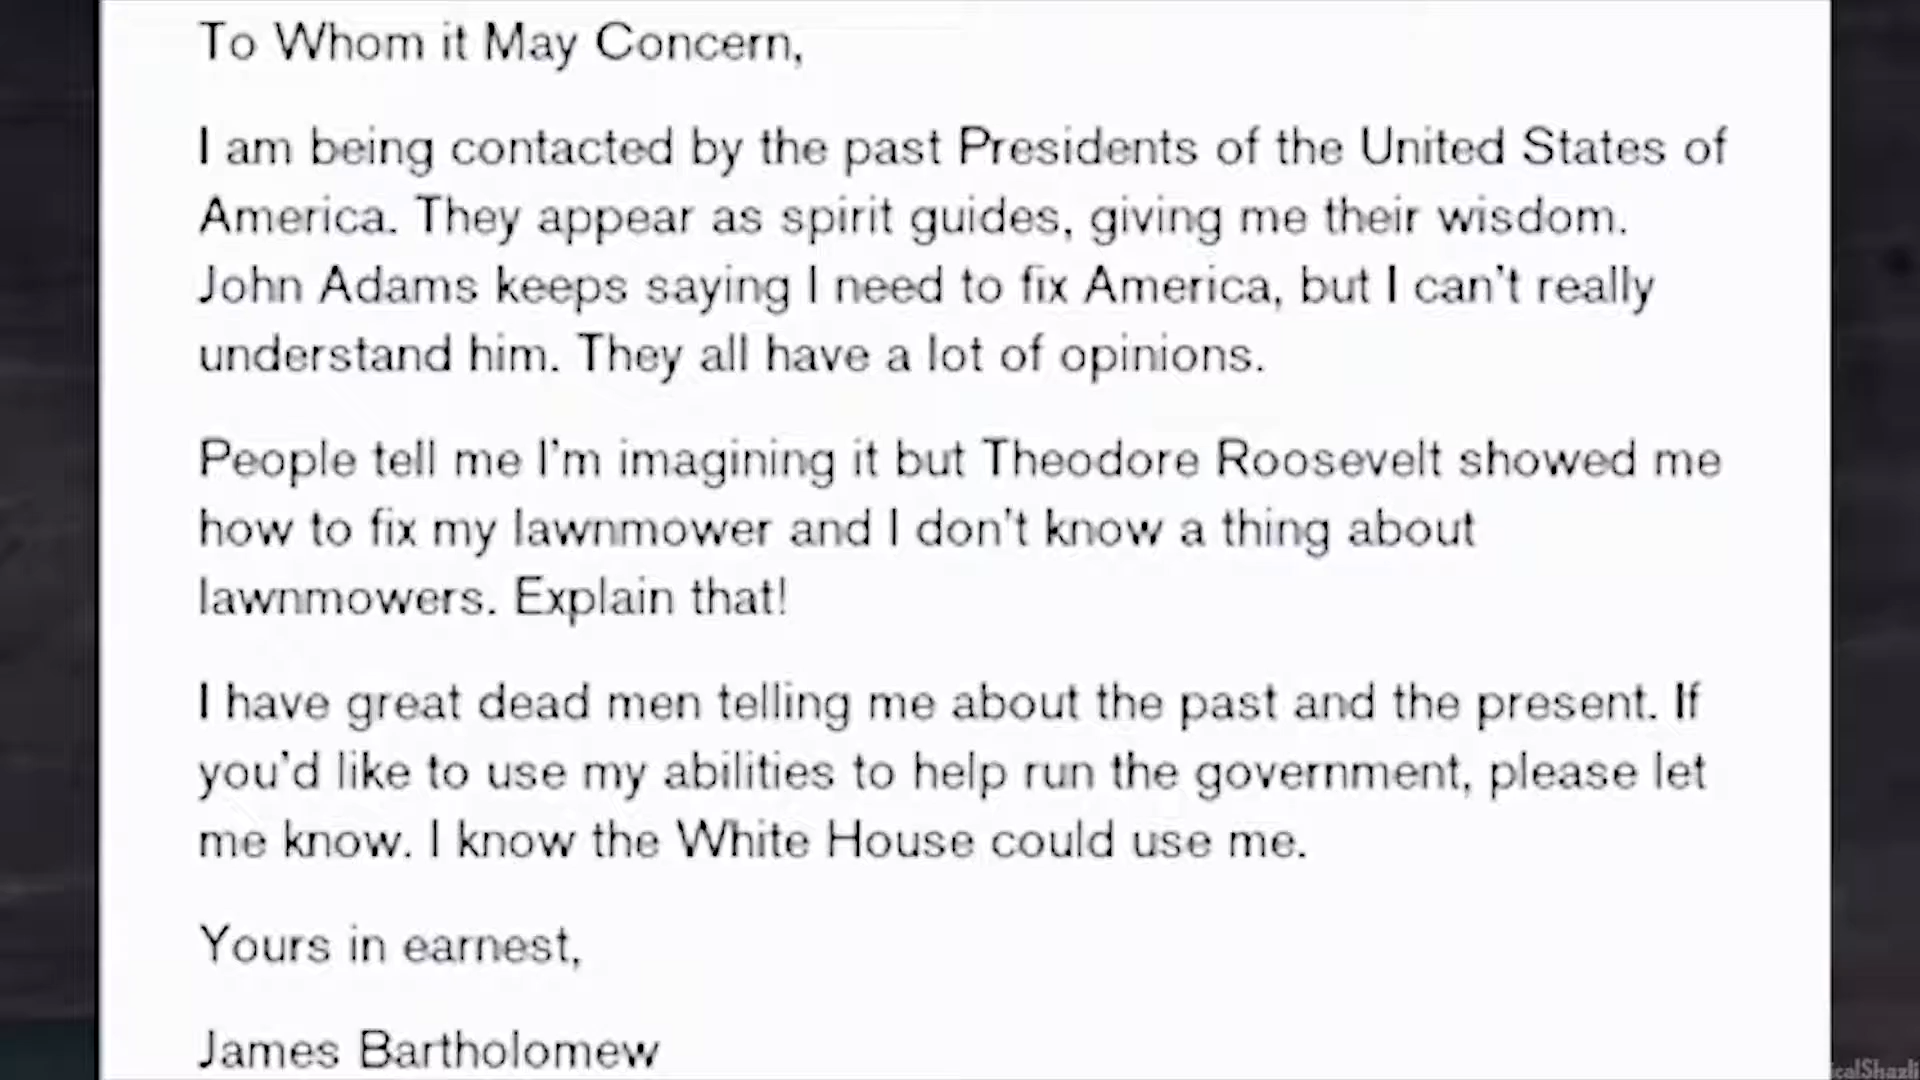 To Whom it May Concern,
I am being contacted by the past Presidents of the United States of
America. They appear as spirit guides, giving me their wisdom.
John Adams keeps saying I need to fix America, but I can't really
understand him. They all have a lot of opinions.
People tell me I'm imagining it but Theodore Roosevelt showed me
how to fix my lawnmower and I don't know a thing about
lawnmowers. Explain that!
I have great dead men telling me about the past and the present. If
you'd like to use my abilities to help run the government, please let
me know. I know the White House could use me.
Yours in earnest,
James Bartholomew
icalShazli